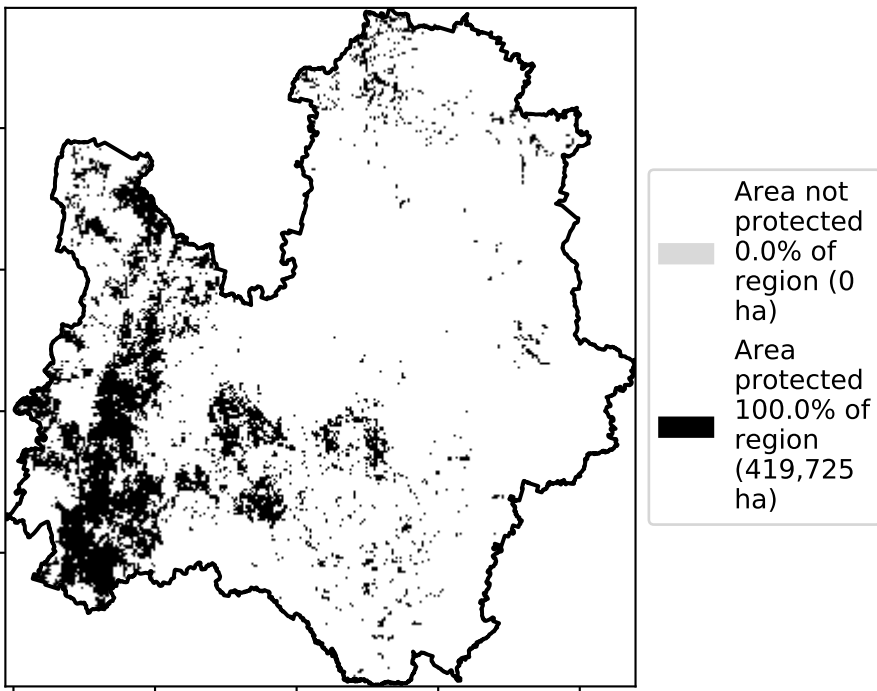 Area not
protected
0.0% of
region (0
ha)
Area
protected
100.0% of
region
(419,725
ha)